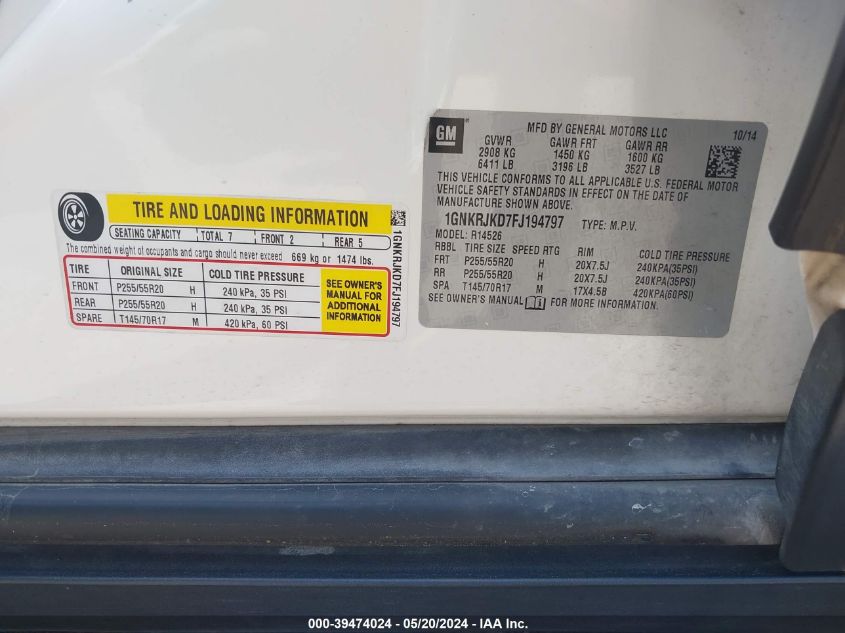 TIRE AND LOADING INFORMATION
SEATING CAPACITY TOTAL 7 FRONT 2 REAR 5
The combined weight of occupants and cargo should never exceed 669 kg or 1474 lbs.
TIRE ORIGINAL SIZE COLD TIRE PRESSURE
FRONT P255/55R20 H 240 kPa, 35 PSI
REAR P255/55R20 H 240 kPa, 35 PSI
SPARE T145/70R17 M 420 kPa, 60 PSI
SEE OWNER'S
MANUAL FOR
ADDITIONAL
INFORMATION
1GNKRJKD7FJ194797
GM
MFD BY GENERAL MOTORS LLC 10/14
GVWR GAWR FRT GAWR RR
2908 KG 1450 KG 1600 KG
6411 LB 3196 LB 3527 LB
THIS VEHICLE CONFORMS TO ALL APPLICABLE U.S. FEDERAL MOTOR
VEHICLE SAFETY STANDARDS IN EFFECT ON THE DATE OF
MANUFACTURE SHOWN ABOVE.
1GNKRJKD7FJ194797 TYPE: M.P.V.
MODEL: R14526
RBBL TIRE SIZE SPEED RTG RIM COLD TIRE PRESSURE
FRT P255/55R20 H 20X7.5J 240KPA(35PSI)
RR P255/55R20 H 20X7.5J 240KPA(35PSI)
SPA T145/70R17 M 17X4.5B 420KPA(60PSI)
SEE OWNER'S MANUAL FOR MORE INFORMATION.
000-39474024 - 05/20/2024 - IAA Inc.